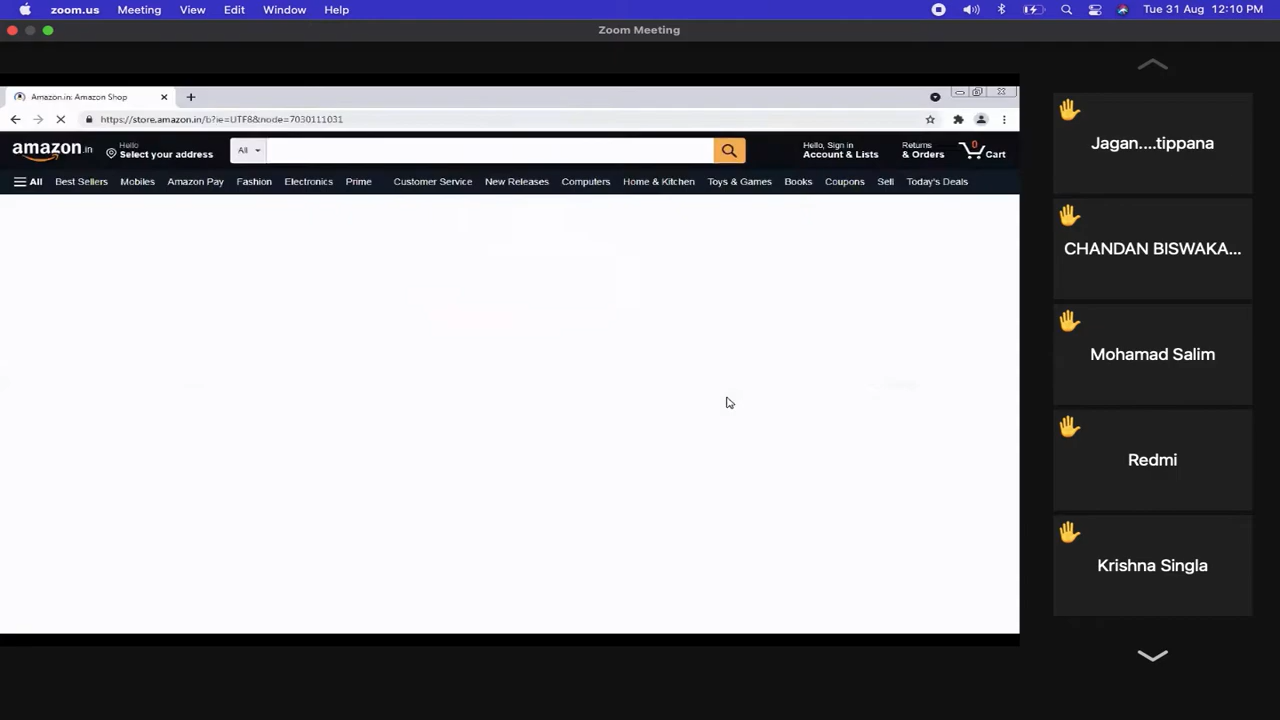 zoom.us Meeting View Edit Window Help Tue 31 Aug 12:10 PM
Zoom Meeting
Amazon.in: Amazon Shop
https://store.amazon.in/b?ie=UTF8&node=7030111031
amazon.in
Hello
Select your address
All
Hello, Sign in
Account & Lists
Returns
& Orders
0
Cart
All Best Sellers Mobiles Amazon Pay Fashion Electronics Prime Customer Service New Releases Computers Home & Kitchen Toys & Games Books Coupons Sell Today's Deals
Jagan....tippana
CHANDAN BISWAKA...
Mohamad Salim
Redmi
Krishna Singla